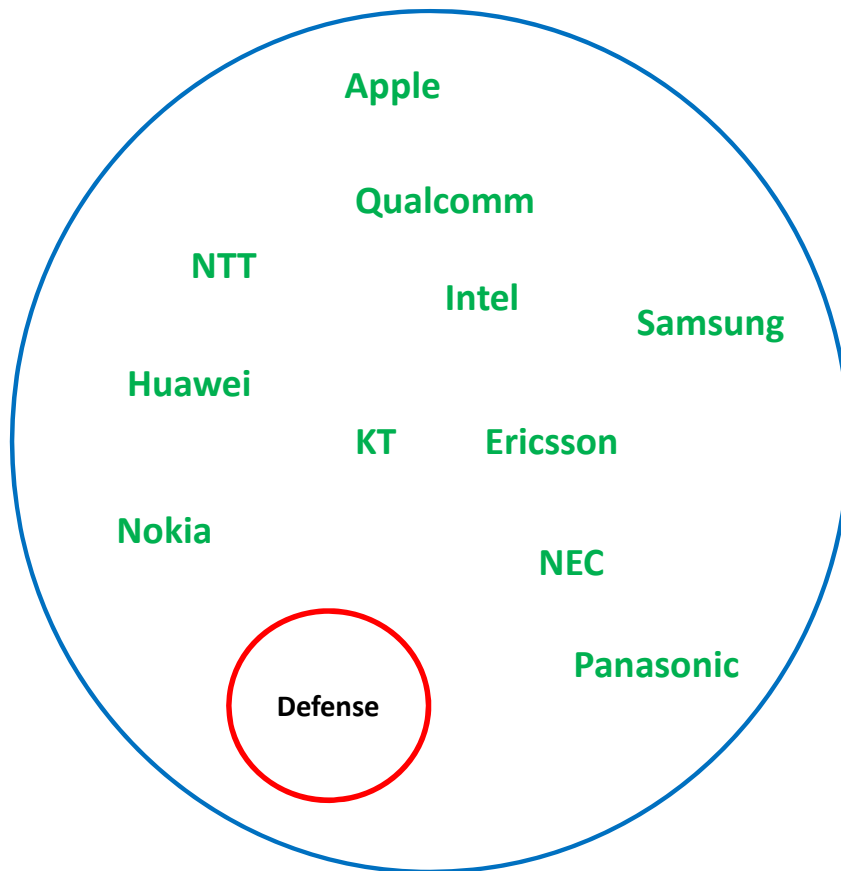 Apple
Qualcomm
NTT
Intel
Samsung
Huawei
KT
Ericsson
Nokia
NEC
Panasonic
Defense